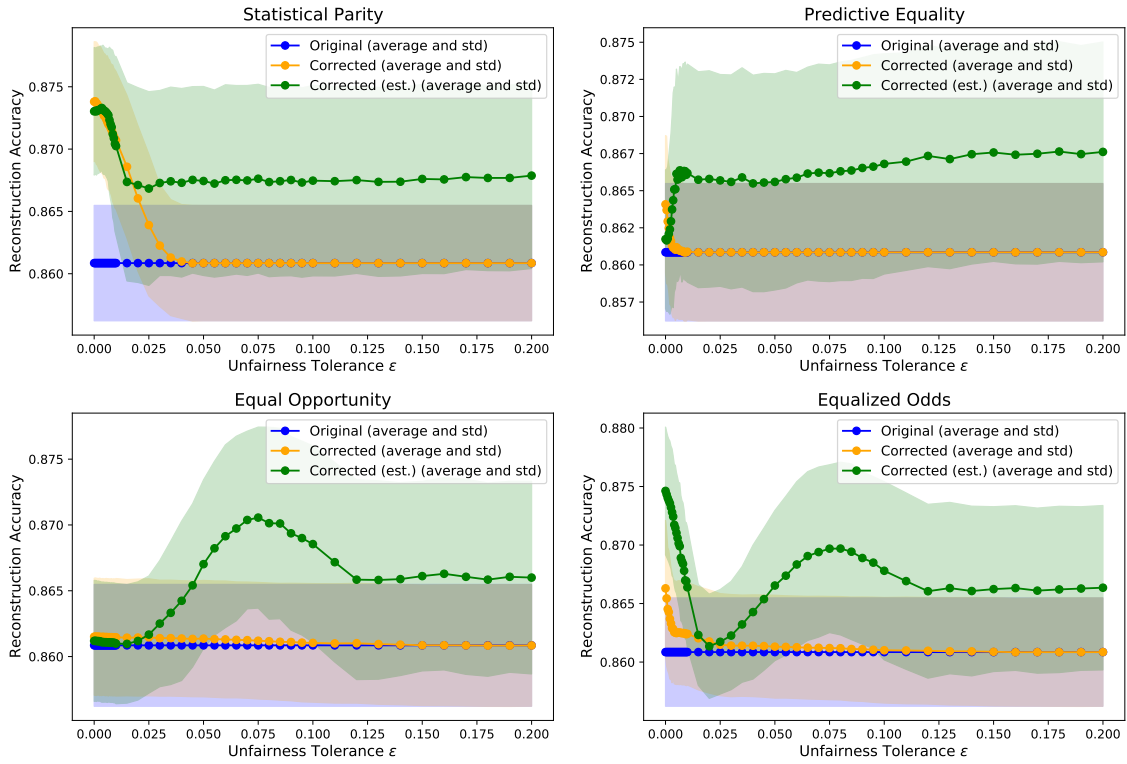 Statistical Parity
Reconstruction Accuracy
0.875
0.870
0.865
0.860
Original (average and std)
Corrected (average and std)
Corrected (est.) (average and std)
0.000 0.025 0.050 0.075 0.100 0.125 0.150 0.175 0.200
Unfairness Tolerance ε
Predictive Equality
Reconstruction Accuracy
0.875
0.872
0.870
0.867
0.865
0.862
0.860
0.857
Original (average and std)
Corrected (average and std)
Corrected (est.) (average and std)
0.000 0.025 0.050 0.075 0.100 0.125 0.150 0.175 0.200
Unfairness Tolerance ε
Equal Opportunity
Reconstruction Accuracy
0.875
0.870
0.865
0.860
Original (average and std)
Corrected (average and std)
Corrected (est.) (average and std)
0.000 0.025 0.050 0.075 0.100 0.125 0.150 0.175 0.200
Unfairness Tolerance ε
Equalized Odds
Reconstruction Accuracy
0.880
0.875
0.870
0.865
0.860
Original (average and std)
Corrected (average and std)
Corrected (est.) (average and std)
0.000 0.025 0.050 0.075 0.100 0.125 0.150 0.175 0.200
Unfairness Tolerance ε